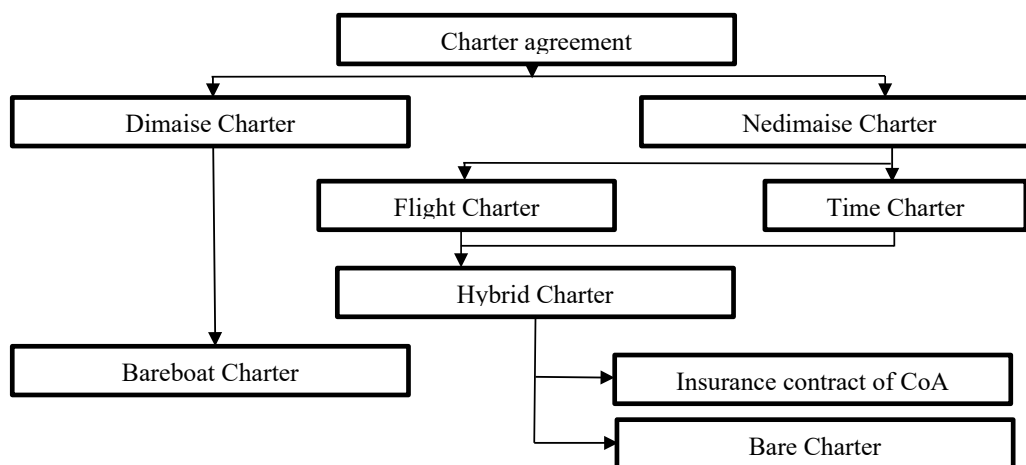 Charter agreement
Dimaise Charter
Nedimaise Charter
Flight Charter
Time Charter
Hybrid Charter
Bareboat Charter
Insurance contract of CoA
Bare Charter